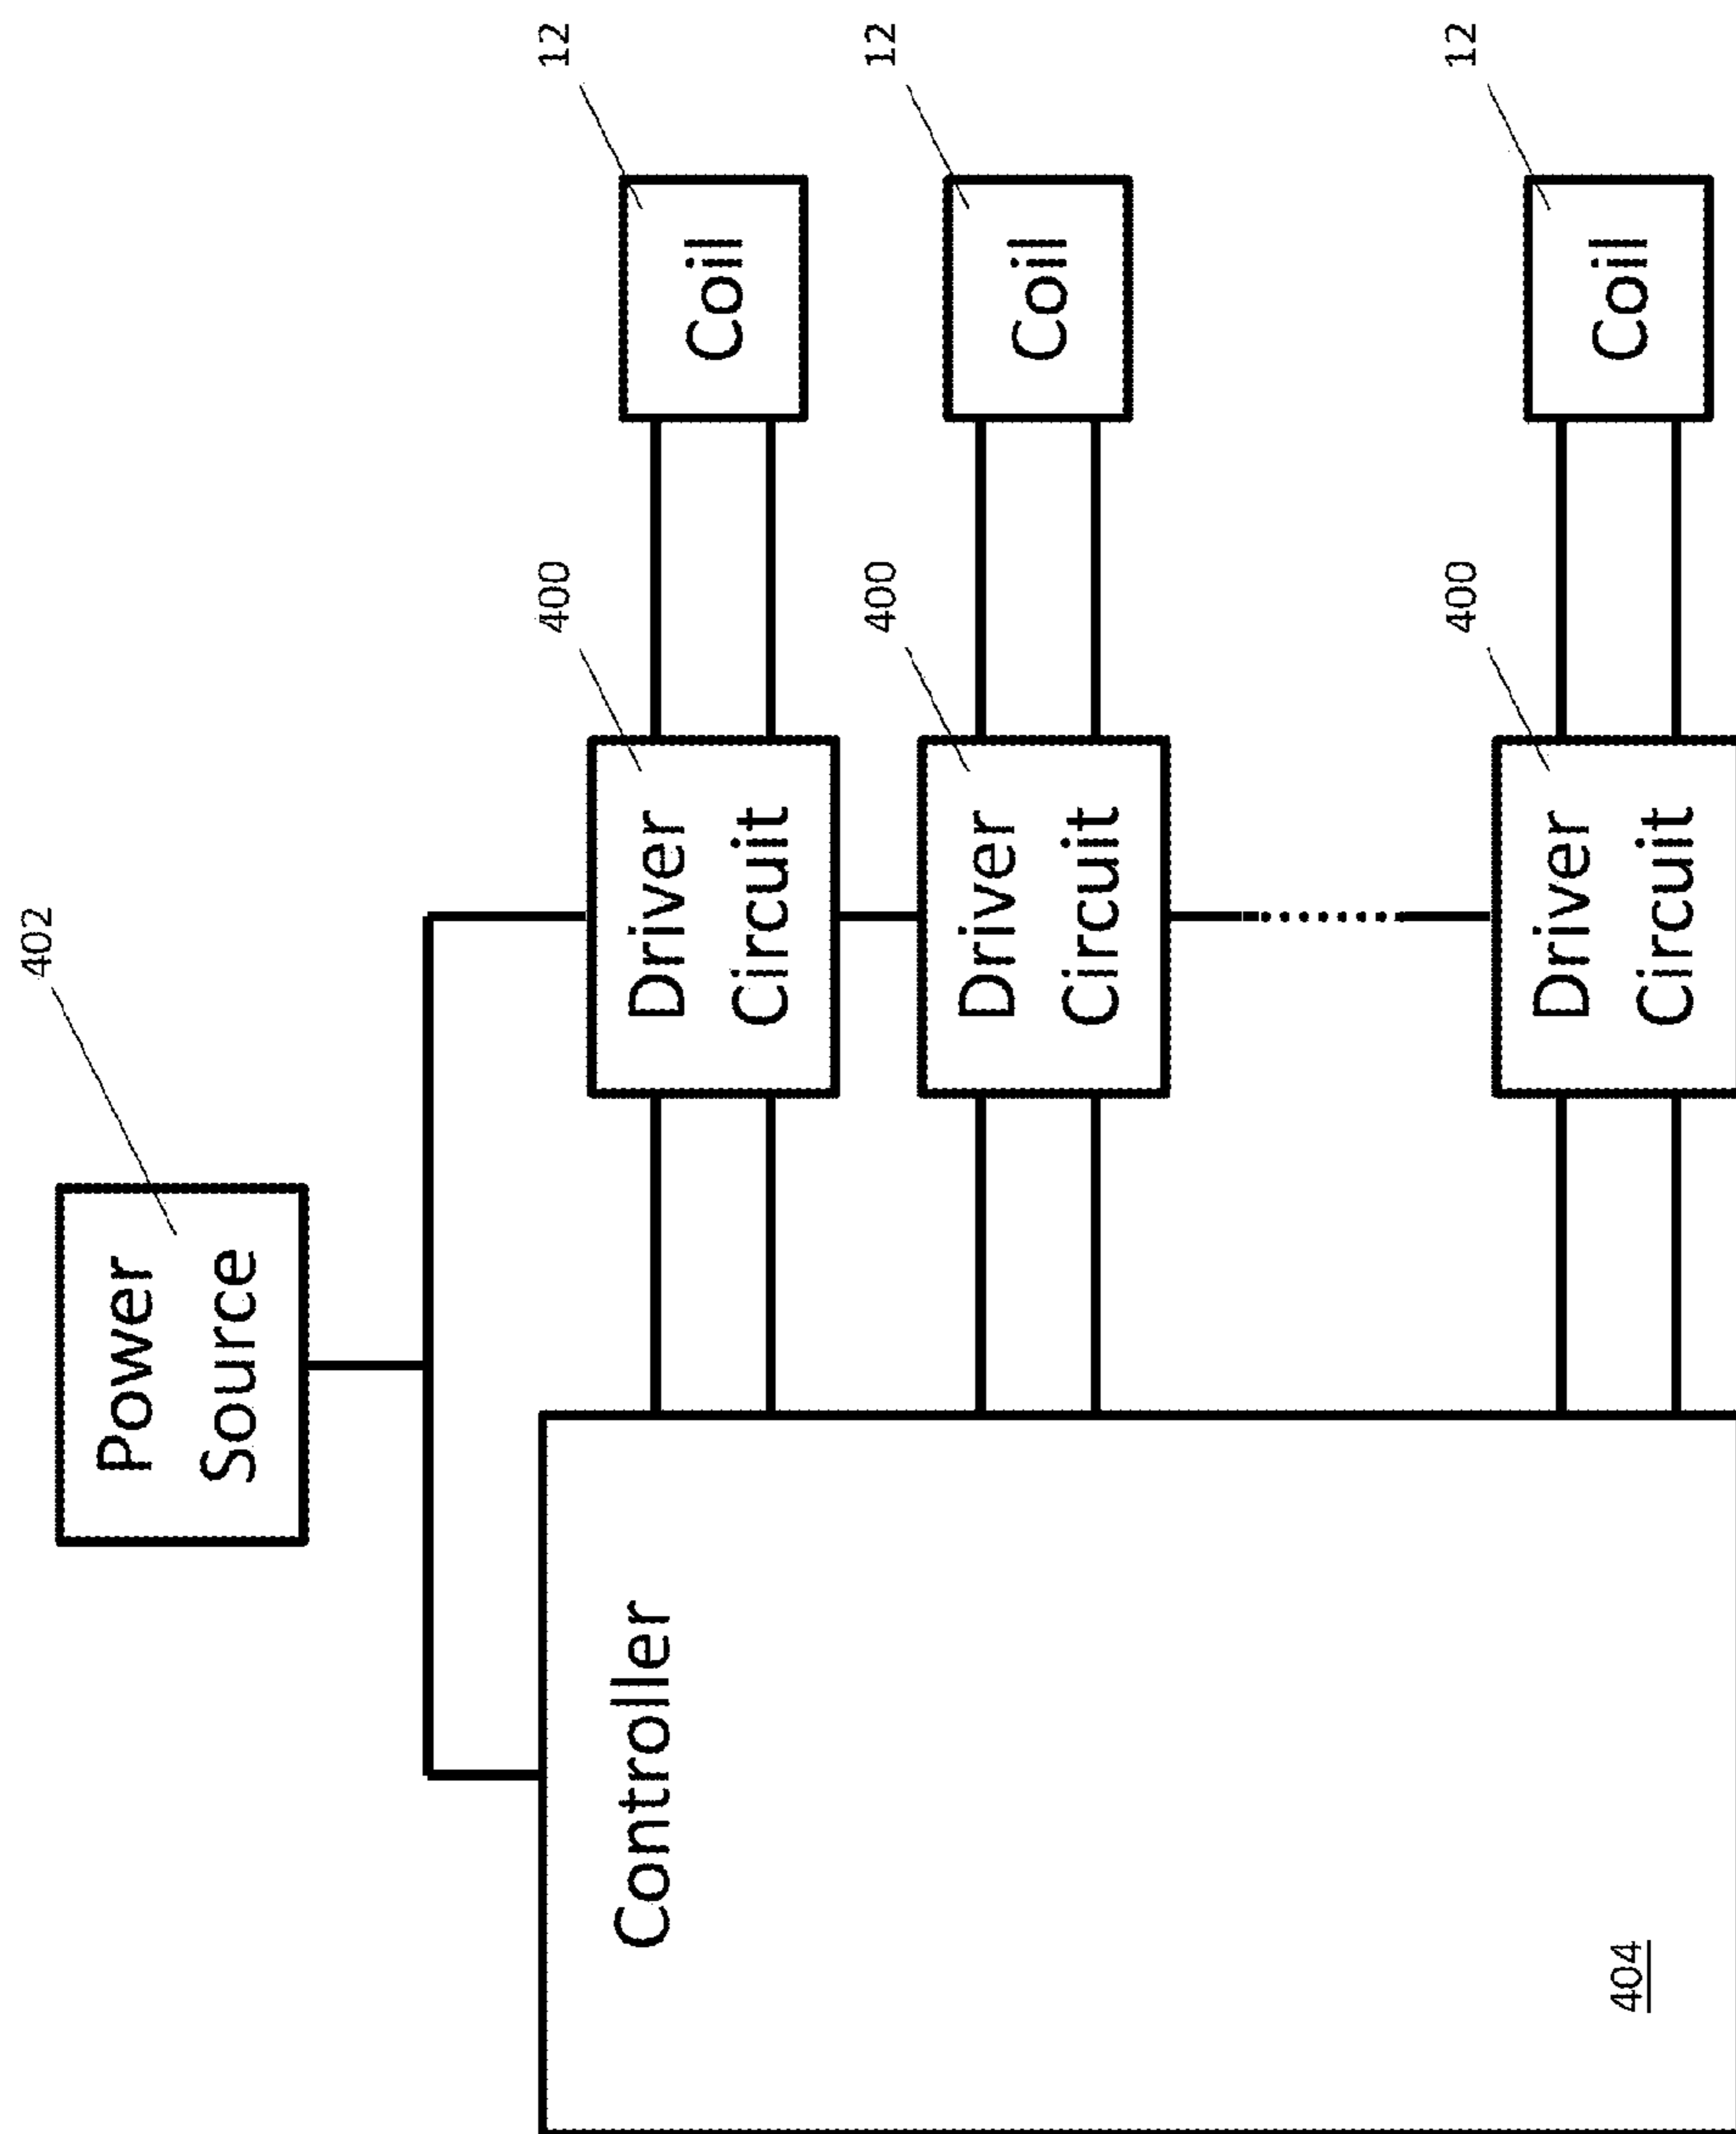 402
Power
Source
Controller
404
400
Driver
Circuit
12
Coil
400
Driver
Circuit
12
Coil
400
Driver
Circuit
12
Coil